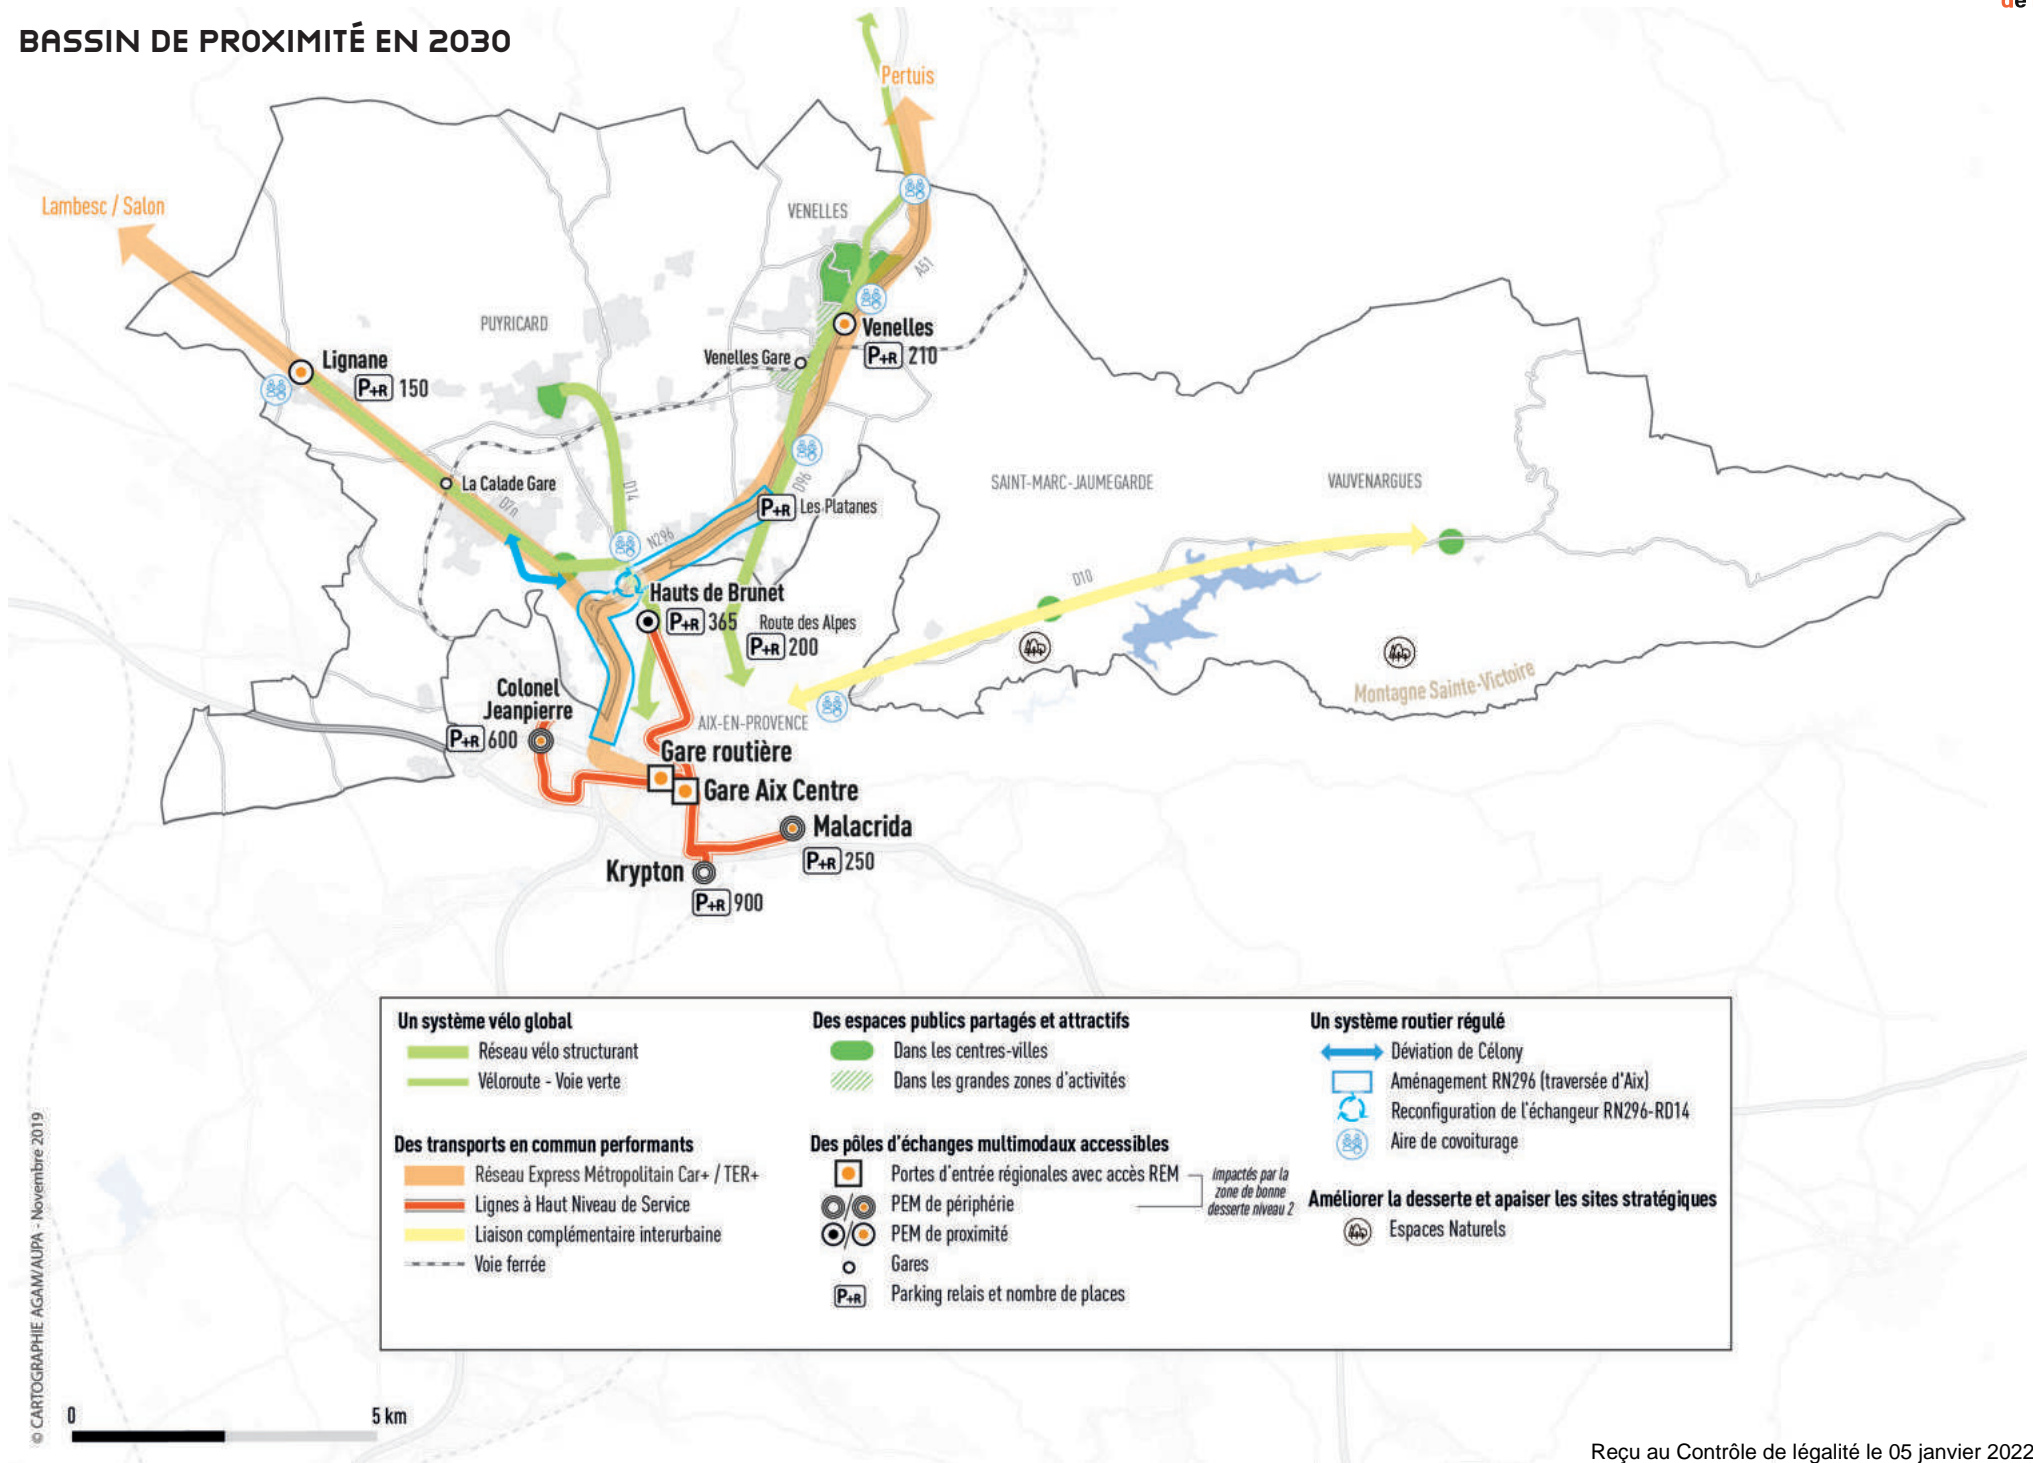 de
BASSIN DE PROXIMITÉ EN 2030
Pertuis
Lambesc / Salon
VENELLES
A51
PUYRICARD
Venelles
P+R 210
Venelles Gare
Lignane
P+R 150
La Calade Gare
D7n
D14
D96
P+R Les Platanes
N296
SAINT-MARC-JAUMEGARDE
VAUVENARGUES
D10
Hauts de Brunet
P+R 365
Route des Alpes
P+R 200
Montagne Sainte-Victoire
Colonel
Jeanpierre
P+R 600
AIX-EN-PROVENCE
Gare routière
Gare Aix Centre
Malacrida
P+R 250
Krypton
P+R 900
Un système vélo global
Réseau vélo structurant
Véloroute - Voie verte
Des transports en commun performants
Réseau Express Métropolitain Car+ / TER+
Lignes à Haut Niveau de Service
Liaison complémentaire interurbaine
Voie ferrée
Des espaces publics partagés et attractifs
Dans les centres-villes
Dans les grandes zones d'activités
Des pôles d'échanges multimodaux accessibles
Portes d'entrée régionales avec accès REM
PEM de périphérie
impactés par la
zone de bonne
desserte niveau 2
PEM de proximité
Gares
P+R Parking relais et nombre de places
Un système routier régulé
Déviation de Célony
Aménagement RN296 (traversée d'Aix)
Reconfiguration de l'échangeur RN296-RD14
Aire de covoiturage
Améliorer la desserte et apaiser les sites stratégiques
Espaces Naturels
© CARTOGRAPHIE AGAM/AUPA - Novembre 2019
0 5 km
Reçu au Contrôle de légalité le 05 janvier 2022